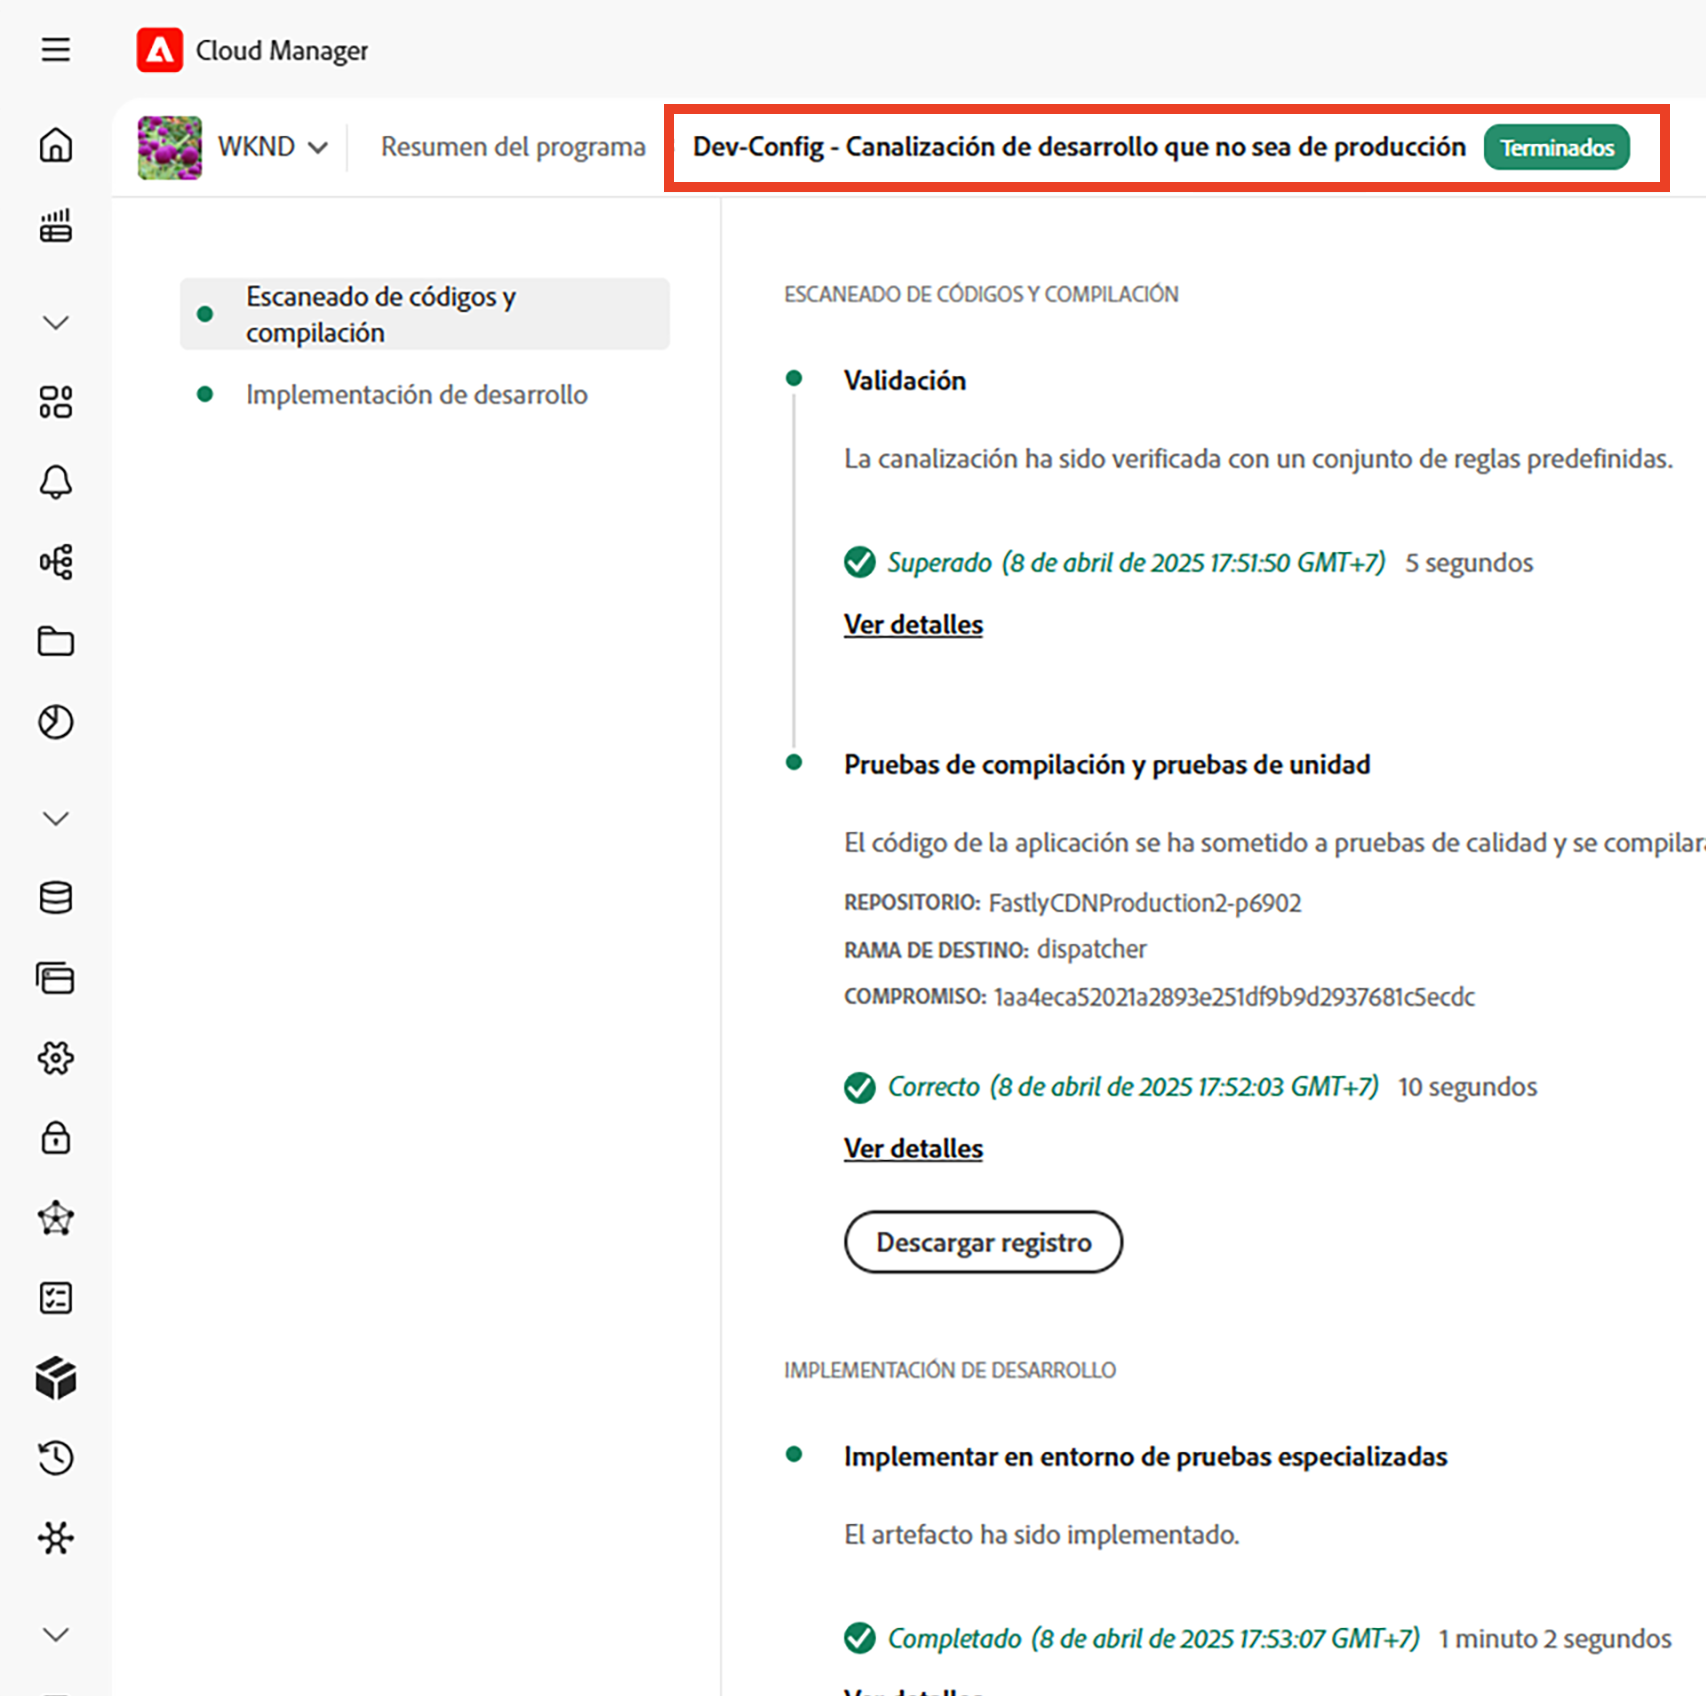 Cloud Manager
WKND
Resumen del programa
Dev-Config - Canalización de desarrollo que no sea de producción
Terminados
Escaneado de códigos y
compilación
Implementación de desarrollo
ESCANEADO DE CÓDIGOS Y COMPILACIÓN
Validación
La canalización ha sido verificada con un conjunto de reglas predefinidas.
Superado (8 de abril de 2025 17:51:50 GMT+7) 5 segundos
Ver detalles
Pruebas de compilación y pruebas de unidad
El código de la aplicación se ha sometido a pruebas de calidad y se compilar
REPOSITORIO: FastlyCDNProduction2-p6902
RAMA DE DESTINO: dispatcher
COMPROMISO: 1aa4eca52021a2893e251df9b9d2937681c5ecdc
Correcto (8 de abril de 2025 17:52:03 GMT+7) 10 segundos
Ver detalles
Descargar registro
IMPLEMENTACIÓN DE DESARROLLO
Implementar en entorno de pruebas especializadas
El artefacto ha sido implementado.
Completado (8 de abril de 2025 17:53:07 GMT+7) 1 minuto 2 segundos